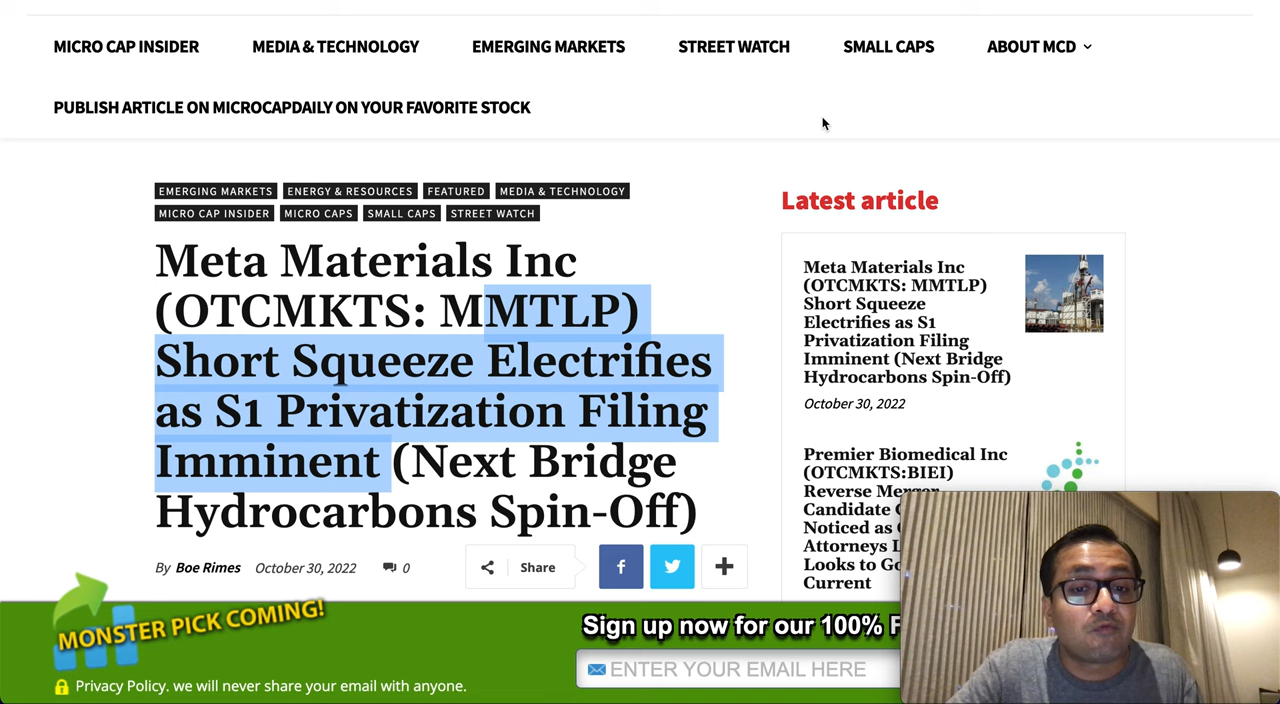 MICRO CAP INSIDER
MEDIA & TECHNOLOGY
EMERGING MARKETS
STREET WATCH
SMALL CAPS
ABOUT MCD
PUBLISH ARTICLE ON MICROCAPDAILY ON YOUR FAVORITE STOCK
EMERGING MARKETS
ENERGY & RESOURCES
FEATURED
MEDIA & TECHNOLOGY
MICRO CAP INSIDER
MICRO CAPS
SMALL CAPS
STREET WATCH
Meta Materials Inc
(OTCMKTS: MMTLP)
Short Squeeze Electrifies
as S1 Privatization Filing
Imminent (Next Bridge
Hydrocarbons Spin-Off)
By Boe Rimes October 30, 2022 0
Share
Latest article
Meta Materials Inc
(OTCMKTS: MMTLP)
Short Squeeze
Electrifies as S1
Privatization Filing
Imminent (Next Bridge
Hydrocarbons Spin-Off)
October 30, 2022
Premier Biomedical Inc
(OTCMKTS:BIEI)
Reverse Merger
Candidate
Noticed as
Attorneys
Looks to Go
Current
MONSTER PICK COMING!
Privacy Policy. we will never share your email with anyone.
Sign up now for our 100%
ENTER YOUR EMAIL HERE